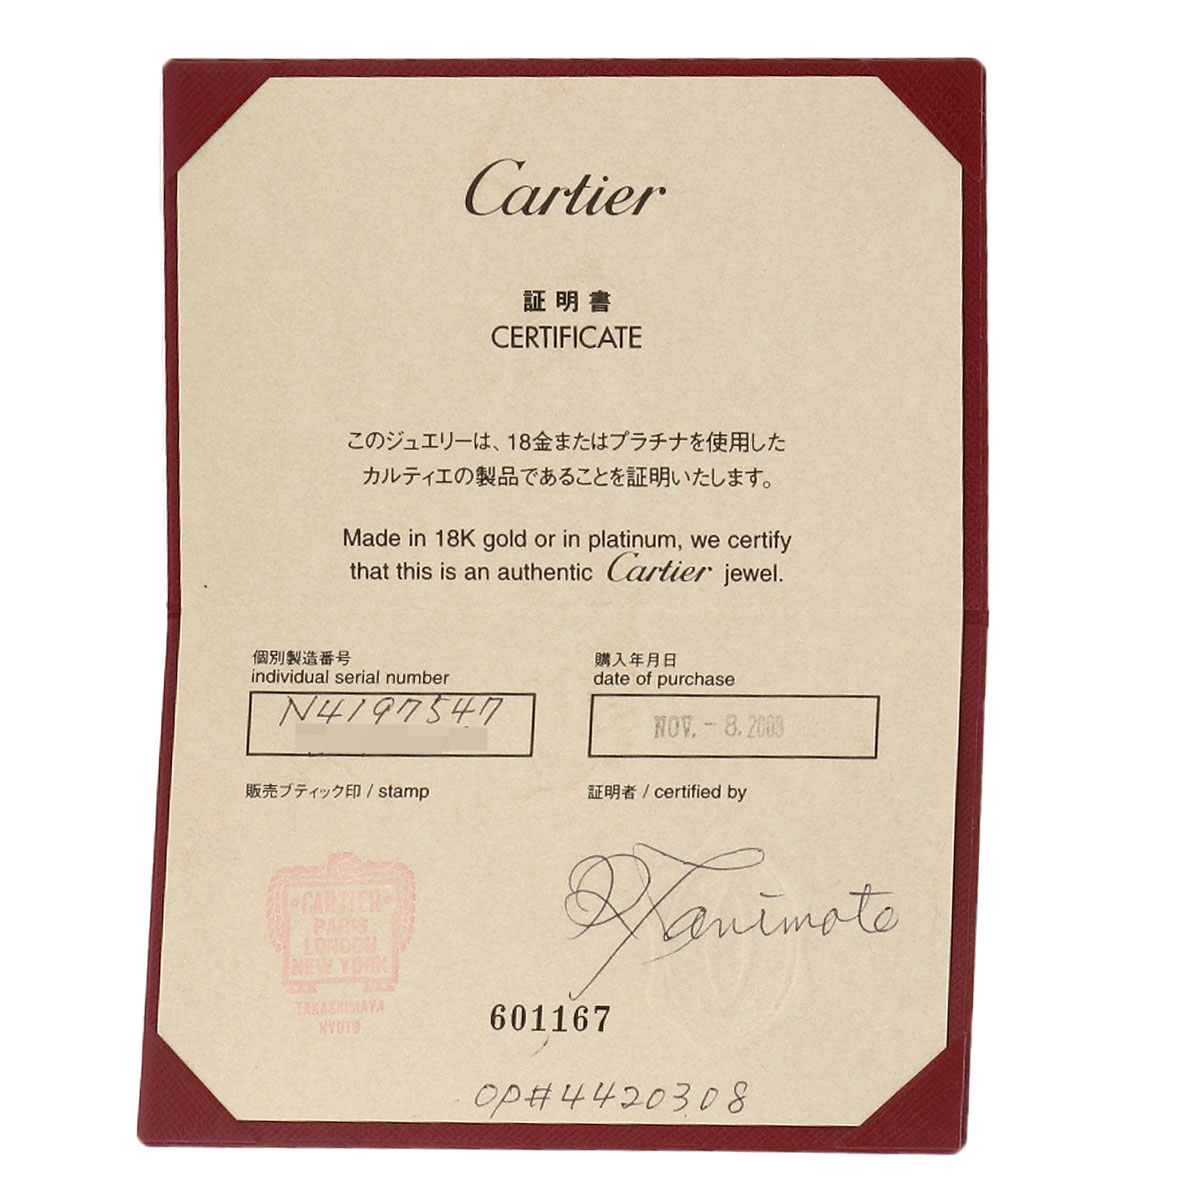 Cartier
証明書
CERTIFICATE
このジュエリーは、18金またはプラチナを使用した
カルティエの製品であることを証明いたします。
Made in 18K gold or in platinum, we certify
that this is an authentic Cartier jewel.
個別製造番号
individual serial number
N4197547
購入年月日
date of purchase
NOV. - 8. 2003
販売ブティック印 / stamp
証明者 / certified by
CARTIER
PARIS
LONDON
NEW YORK
TAKASHIMAYA
KYOTO
Tanimoto
601167
OP#4420308